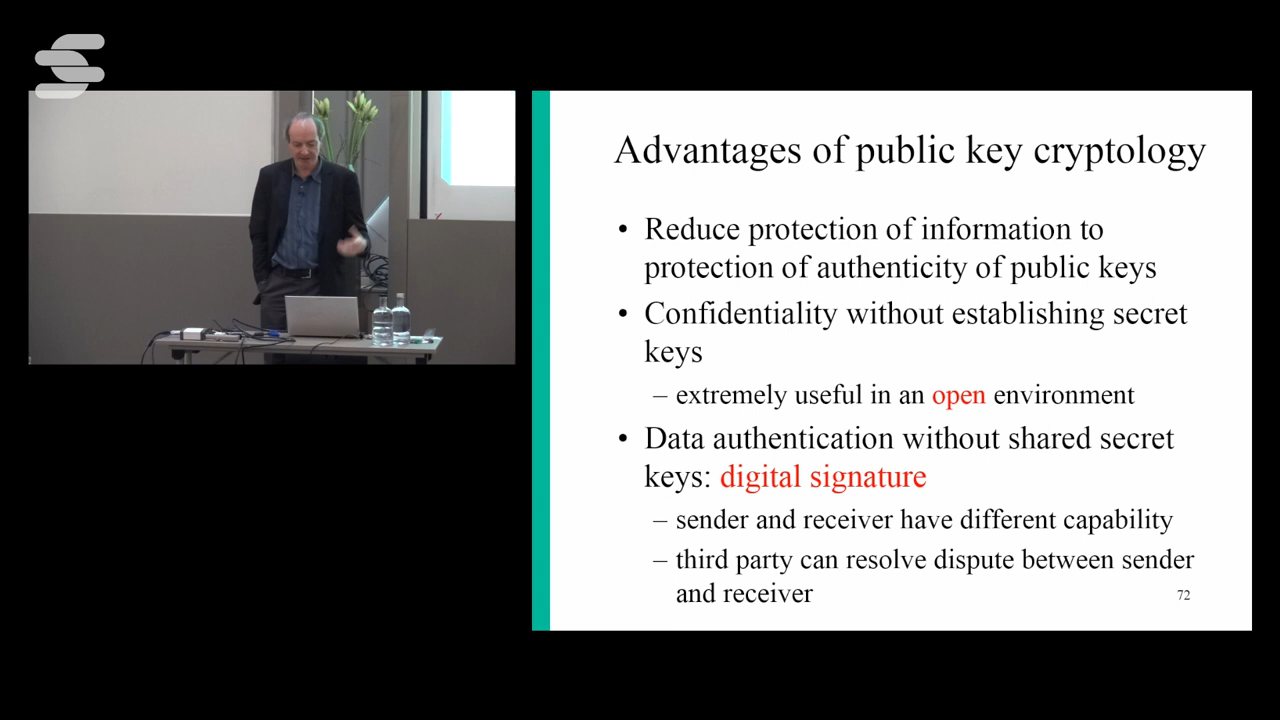 Advantages of public key cryptology
• Reduce protection of information to
protection of authenticity of public keys
• Confidentiality without establishing secret
keys
– extremely useful in an open environment
• Data authentication without shared secret
keys: digital signature
– sender and receiver have different capability
– third party can resolve dispute between sender
and receiver
72